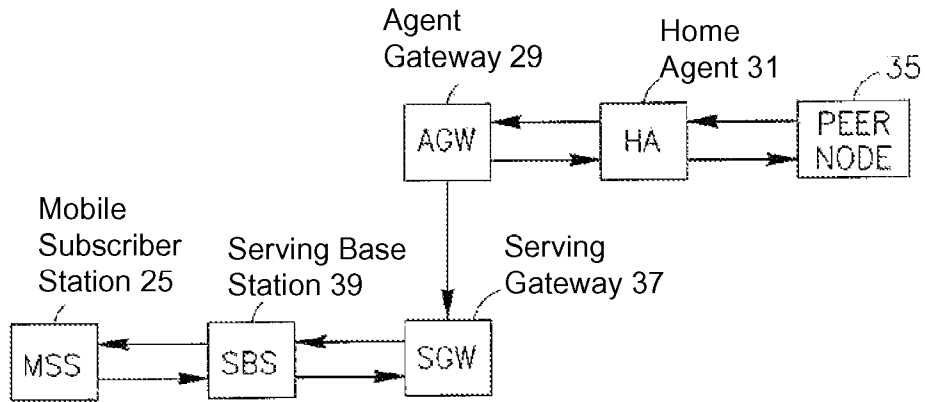 Agent
Gateway 29
Home
Agent 31
35
AGW
HA
PEER
NODE
Mobile
Subscriber
Station 25
Serving Base
Station 39
Serving
Gateway 37
MSS
SBS
SGW